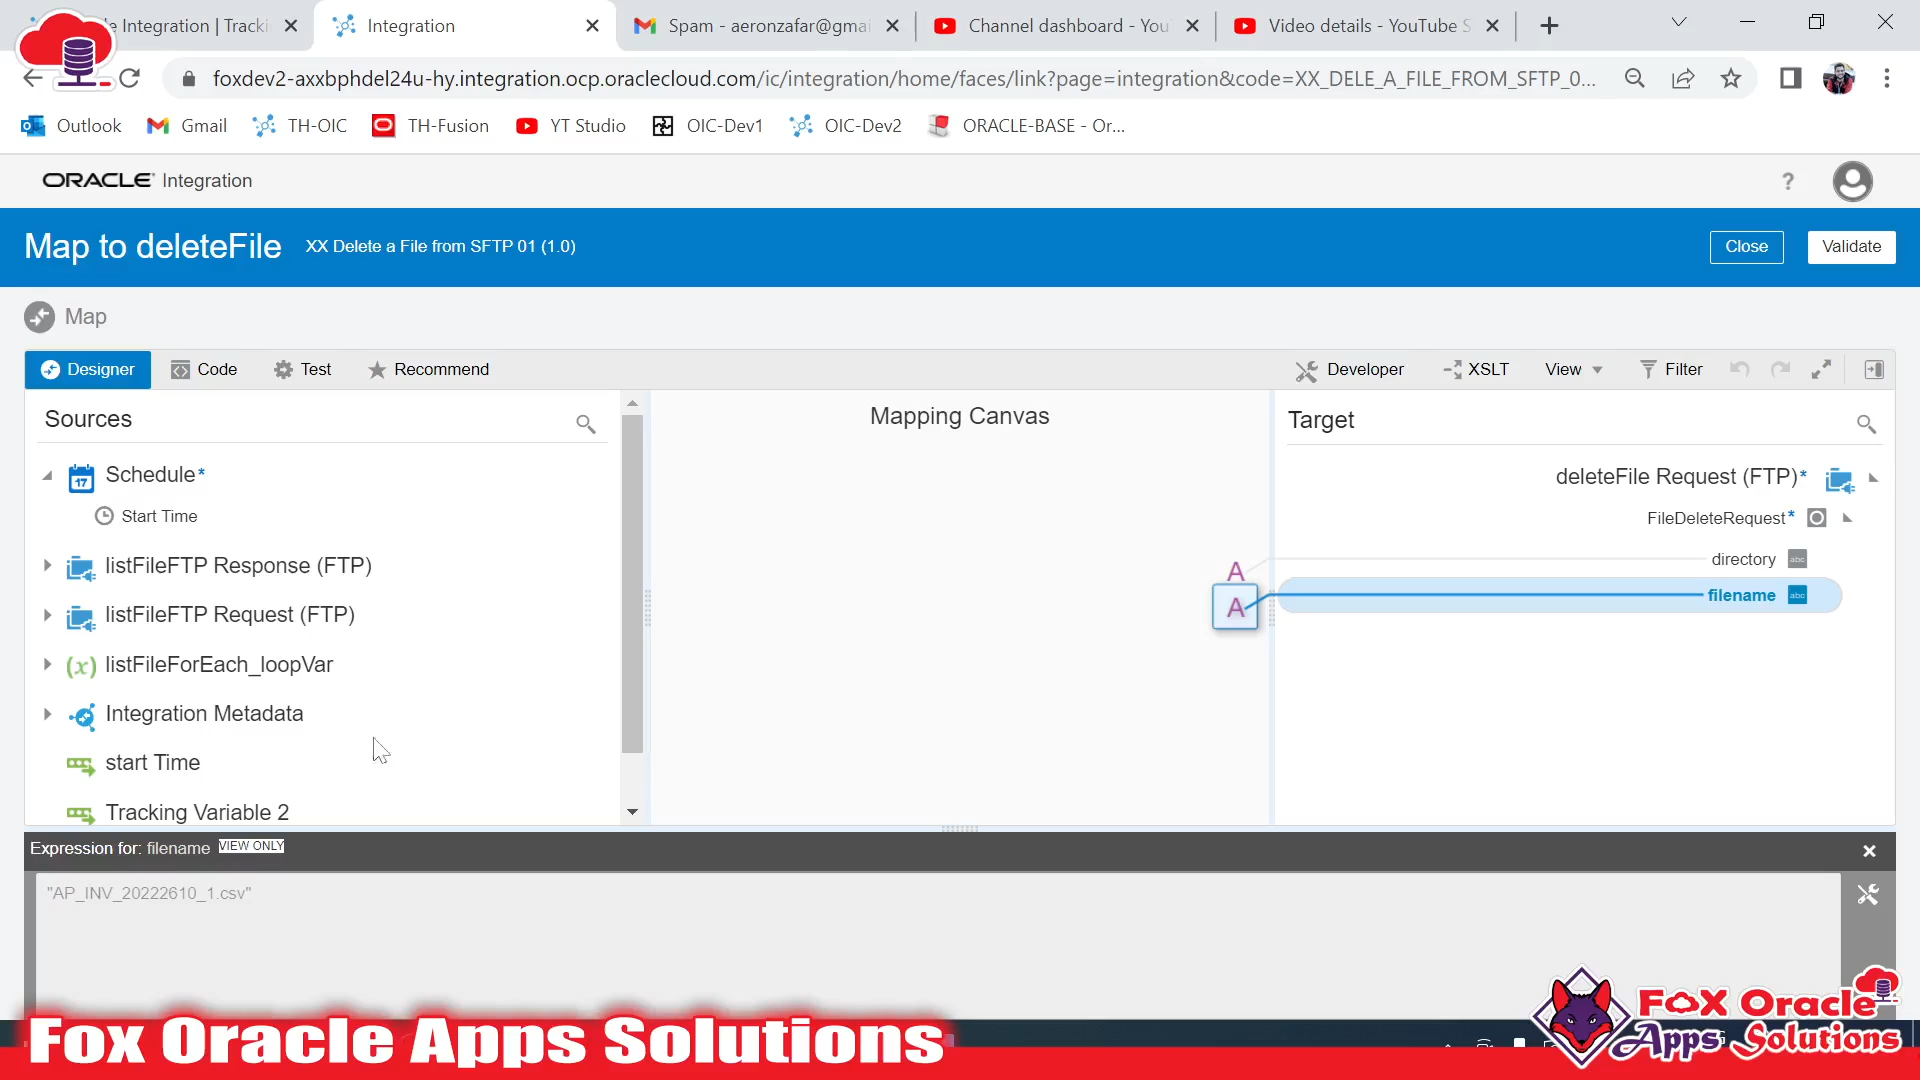 le Integration | Tracki
Integration
Spam - aeronzafar@gmai
Channel dashboard - You
Video details - YouTube S
foxdev2-axxbphdel24u-hy.integration.ocp.oraclecloud.com/ic/integration/home/faces/link?page=integration&code=XX_DELE_A_FILE_FROM_SFTP_0...
Outlook
Gmail
TH-OIC
TH-Fusion
YT Studio
OIC-Dev1
OIC-Dev2
ORACLE-BASE - Or...
ORACLE Integration
?
Map to deleteFile
XX Delete a File from SFTP 01 (1.0)
Close
Validate
Map
Designer
Code
Test
Recommend
Developer
XSLT
View
Filter
Sources
Mapping Canvas
Target
17
Schedule*
Start Time
listFileFTP Response (FTP)
listFileFTP Request (FTP)
(x) listFileForEach_loopVar
Integration Metadata
start Time
Tracking Variable 2
deleteFile Request (FTP)*
FileDeleteRequest*
directory abc
filename abc
A
A
Expression for: filename VIEW ONLY
"AP_INV_20222610_1.csv"
Fox Oracle Apps Solutions
Fox Oracle
Apps Solutions